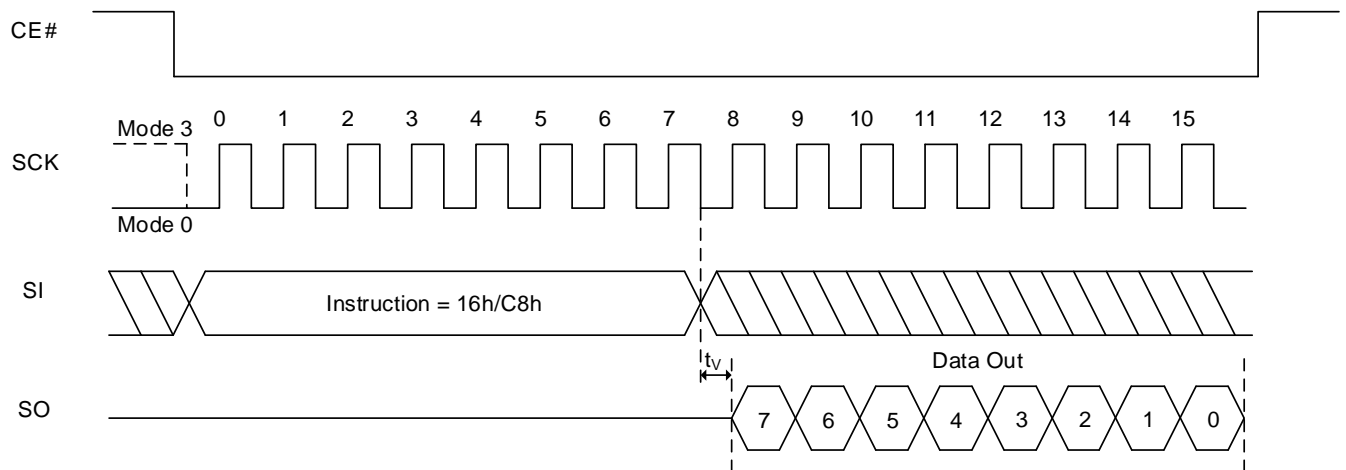 CE#
Mode 3 0 1 2 3 4 5 6 7 8 9 10 11 12 13 14 15
SCK
Mode 0
SI Instruction = 16h/C8h
tV Data Out
SO 7 6 5 4 3 2 1 0